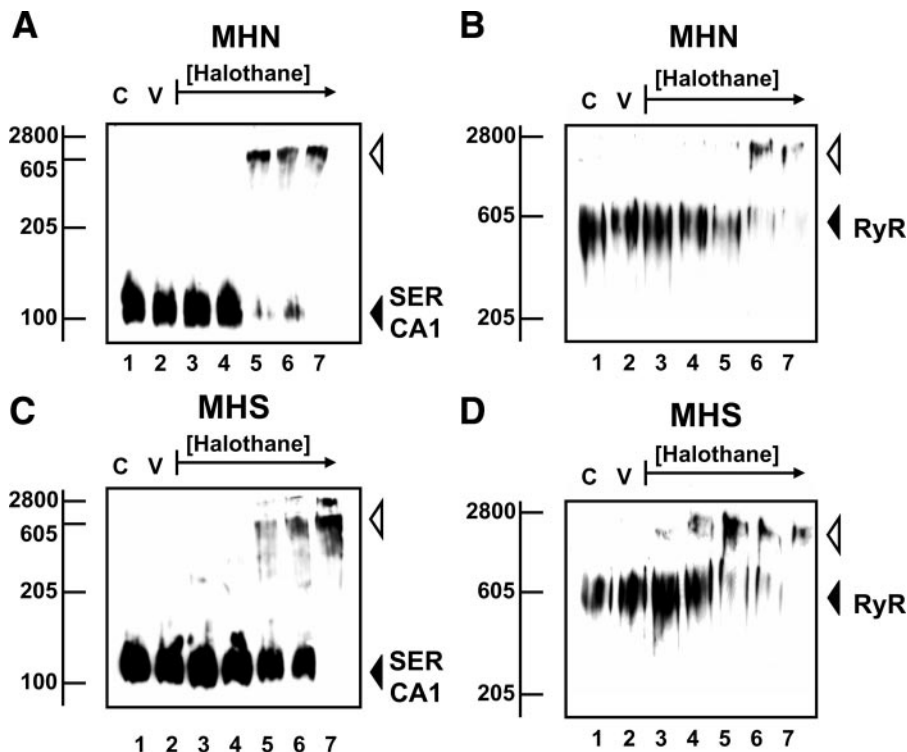 A
MHN
[Halothane]
C V
2800
605
205
100
SER
CA1
1 2 3 4 5 6 7
B
MHN
[Halothane]
C V
2800
605
205
RyR
1 2 3 4 5 6 7
C
MHS
[Halothane]
C V
2800
605
205
100
SER
CA1
1 2 3 4 5 6 7
D
MHS
[Halothane]
C V
2800
605
205
RyR
1 2 3 4 5 6 7